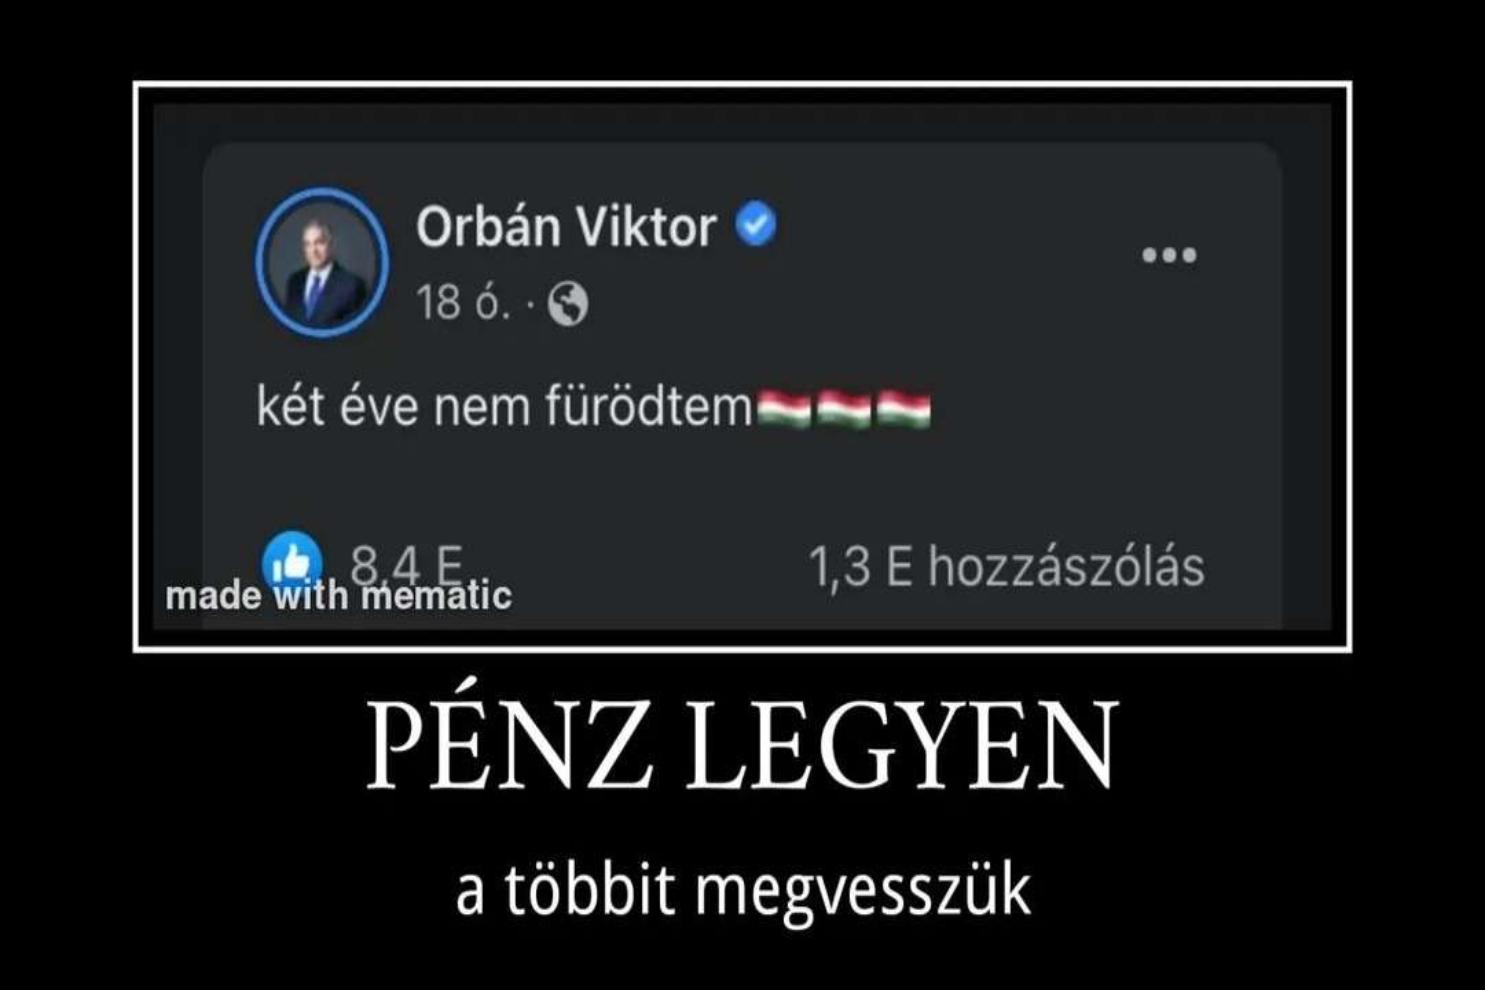 Orbán Viktor
18 ó. ·
két éve nem fürödtem🇭🇺🇭🇺🇭🇺
8,4 E
1,3 E hozzászólás
made with mematic
PÉNZ LEGYEN
a többit megvesszük